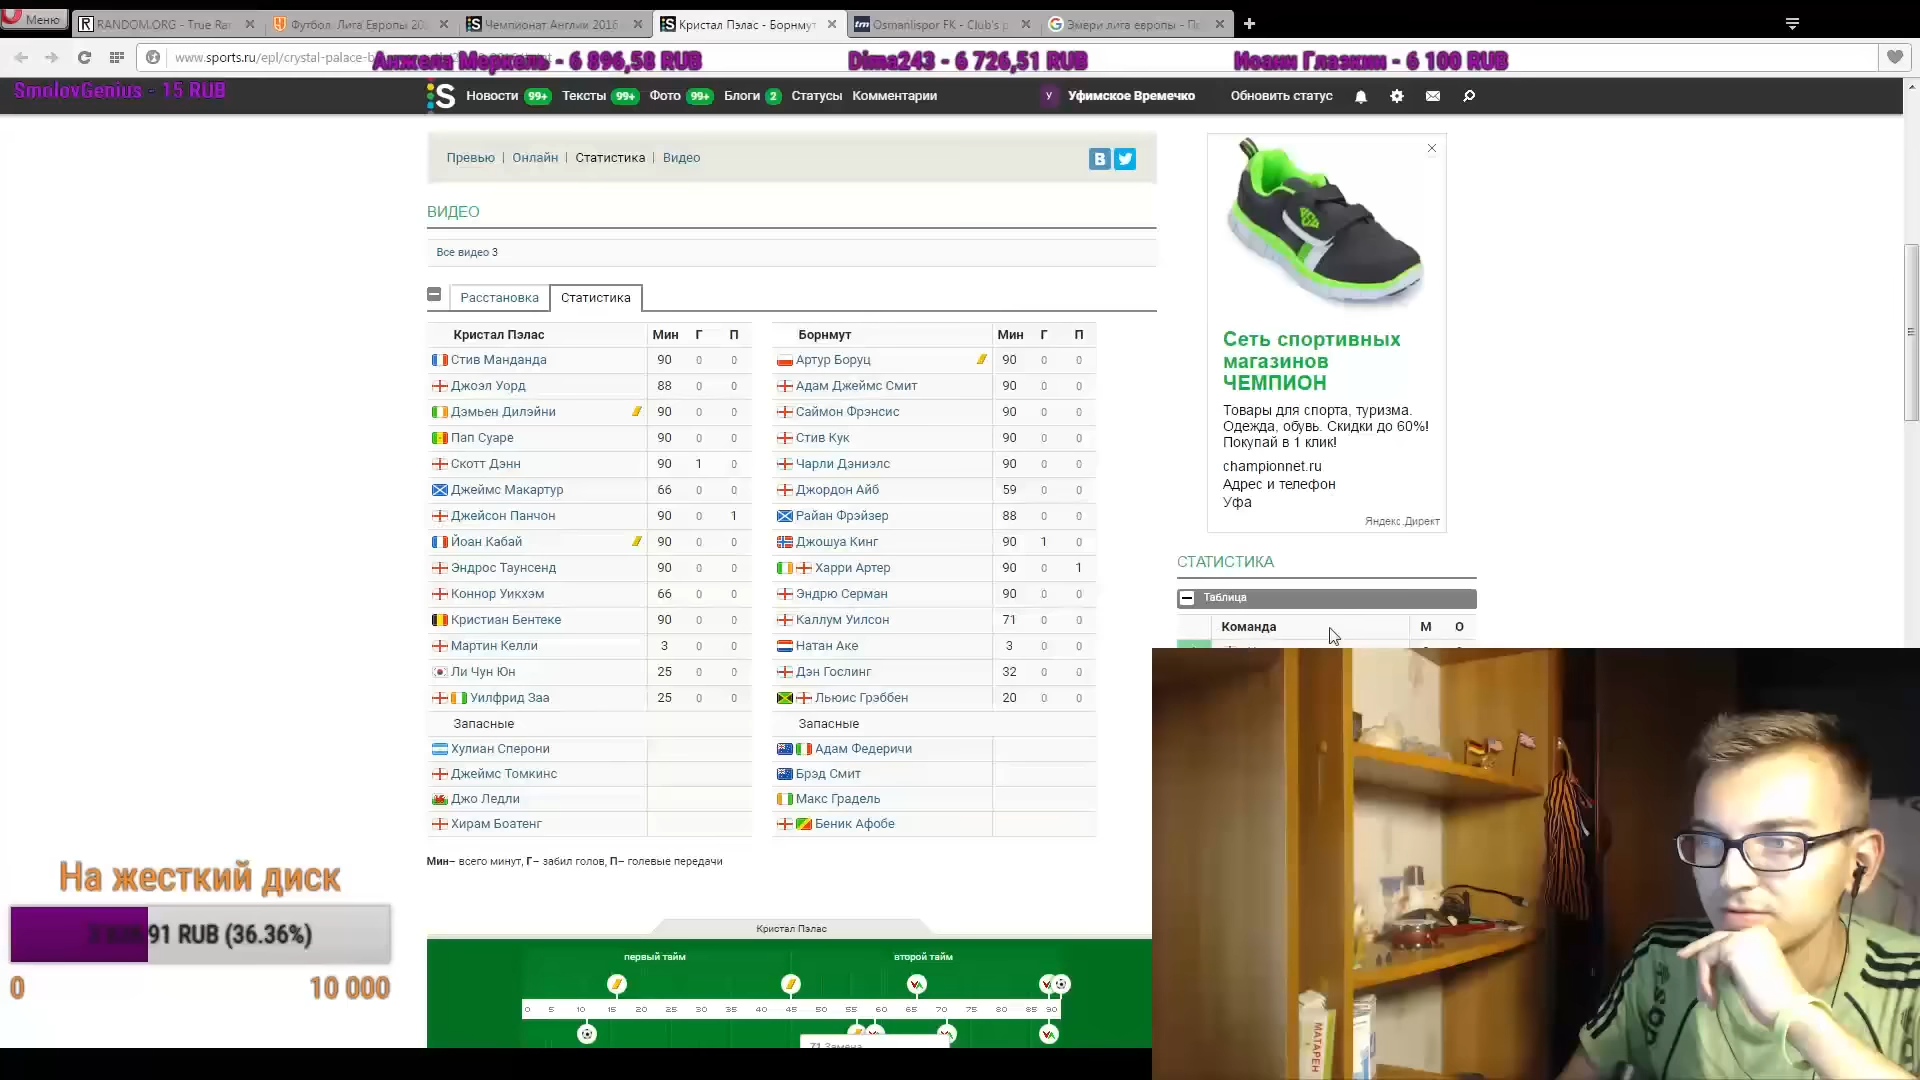 Меню
RANDOM.ORG - True Ra
Футбол. Лига Европы 20
Чемпионат Англии 2016
Кристал Пэлас - Борнму
Osmanlispor FK - Club's p
Эмери лига европы - П
www.sports.ru/epl/crystal-palace-b
Анжела Меркель - 6 896,58 RUB
Dima243 - 6 726,51 RUB
Иоанн Глазкин - 6 100 RUB
SmolovGenius - 15 RUB
S Новости 99+ Тексты 99+ Фото 99+ Блоги 2 Статусы Комментарии
У Уфимское Времечко Обновить статус
Превью | Онлайн | Статистика | Видео
В
ВИДЕО
Все видео 3
Расстановка Статистика
Кристал Пэлас Мин Г П
Стив Манданда 90 0 0
Джоэл Уорд 88 0 0
Дэмьен Дилэйни 90 0 0
Пап Суаре 90 0 0
Скотт Дэнн 90 1 0
Джеймс Макартур 66 0 0
Джейсон Панчон 90 0 1
Йоан Кабай 90 0 0
Эндрос Таунсенд 90 0 0
Коннор Уикхэм 66 0 0
Кристиан Бентеке 90 0 0
Мартин Келли 3 0 0
Ли Чун Юн 25 0 0
Уилфрид Заа 25 0 0
Запасные
Хулиан Сперони
Джеймс Томкинс
Джо Ледли
Хирам Боатенг
Борнмут Мин Г П
Артур Боруц 90 0 0
Адам Джеймс Смит 90 0 0
Саймон Фрэнсис 90 0 0
Стив Кук 90 0 0
Чарли Дэниэлс 90 0 0
Джордон Айб 59 0 0
Райан Фрэйзер 88 0 0
Джошуа Кинг 90 1 0
Харри Артер 90 0 1
Эндрю Серман 90 0 0
Каллум Уилсон 71 0 0
Натан Аке 3 0 0
Дэн Гослинг 32 0 0
Льюис Грэббен 20 0 0
Запасные
Адам Федеричи
Брэд Смит
Макс Градель
Беник Афобе
Мин– всего минут, Г– забил голов, П– голевые передачи
Кристал Пэлас
первый тайм второй тайм
0 5 10 15 20 25 30 35 40 45 50 55 60 65 70 75 80 85 90
71 Замена
Сеть спортивных
магазинов
ЧЕМПИОН
Товары для спорта, туризма.
Одежда, обувь. Скидки до 60%!
Покупай в 1 клик!
championnet.ru
Адрес и телефон
Уфа
Яндекс.Директ
СТАТИСТИКА
Таблица
Команда М О
На жесткий диск
91 RUB (36.36%)
0 10 000
МАТАРЕН